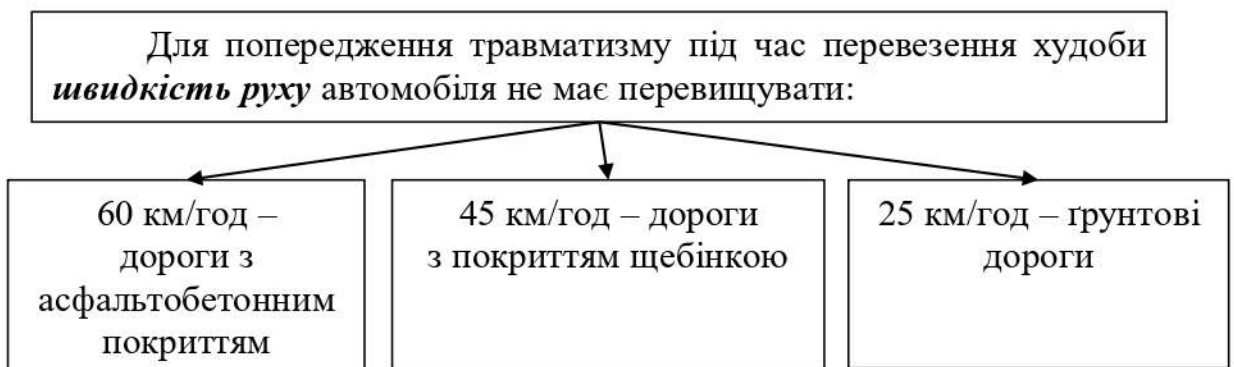 Для попередження травматизму під час перевезення худоби
швидкість руху автомобіля не має перевищувати:
60 км/год –
дороги з
асфальтобетонним
покриттям
45 км/год – дороги
з покриттям щебінкою
25 км/год – ґрунтові
дороги